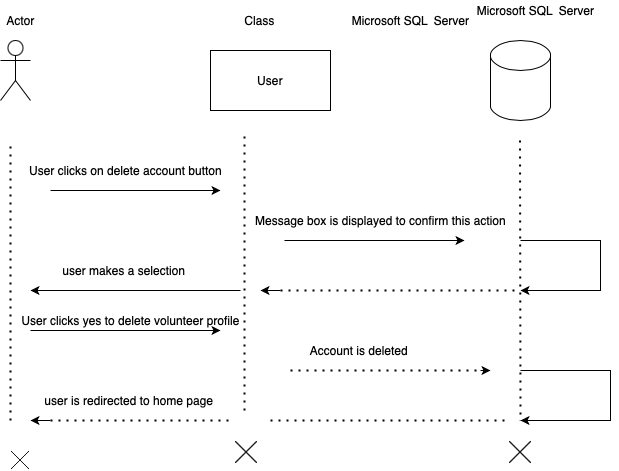 Actor
Class
Microsoft SQL Server
Microsoft SQL Server
User
User clicks on delete account button
Message box is displayed to confirm this action
user makes a selection
User clicks yes to delete volunteer profile
Account is deleted
user is redirected to home page